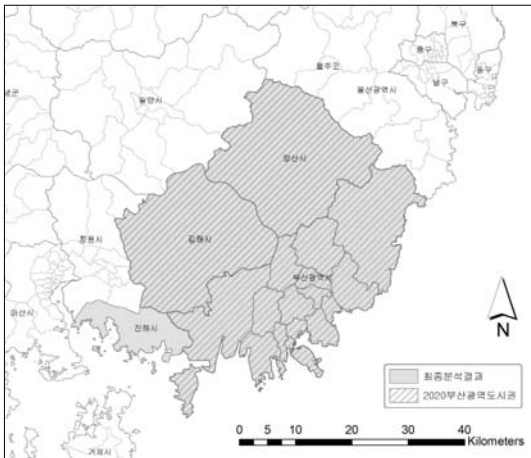 북구
중구
동구
남구
울주군
울산광역시
밀양시
양산시
김해시
창원시
부산광역시
진해시
마산시
거제시
N
최종분석결과
2020부산광역도시권
0 5 10 20 30 40
Kilometers